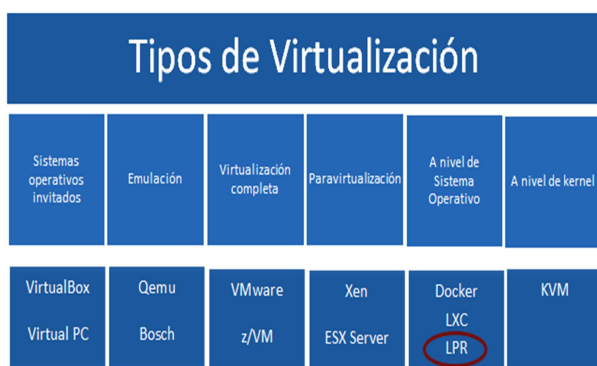 Tipos de Virtualización
Sistemas
operativos
invitados
Emulación
Virtualización
completa
Paravirtualización
A nivel de
Sistema
Operativo
A nivel de kernel
VirtualBox
Virtual PC
Qemu
Bosch
VMware
z/VM
Xen
ESX Server
Docker
LXC
LPR
KVM